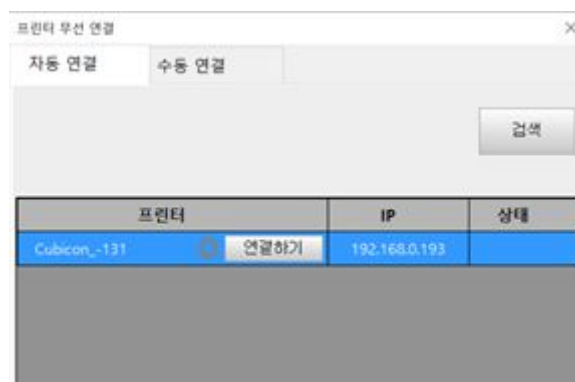 프린터 무선 연결
자동 연결 수동 연결
검색
프린터 IP 상태
Cubicon_-131 연결하기 192.168.0.193